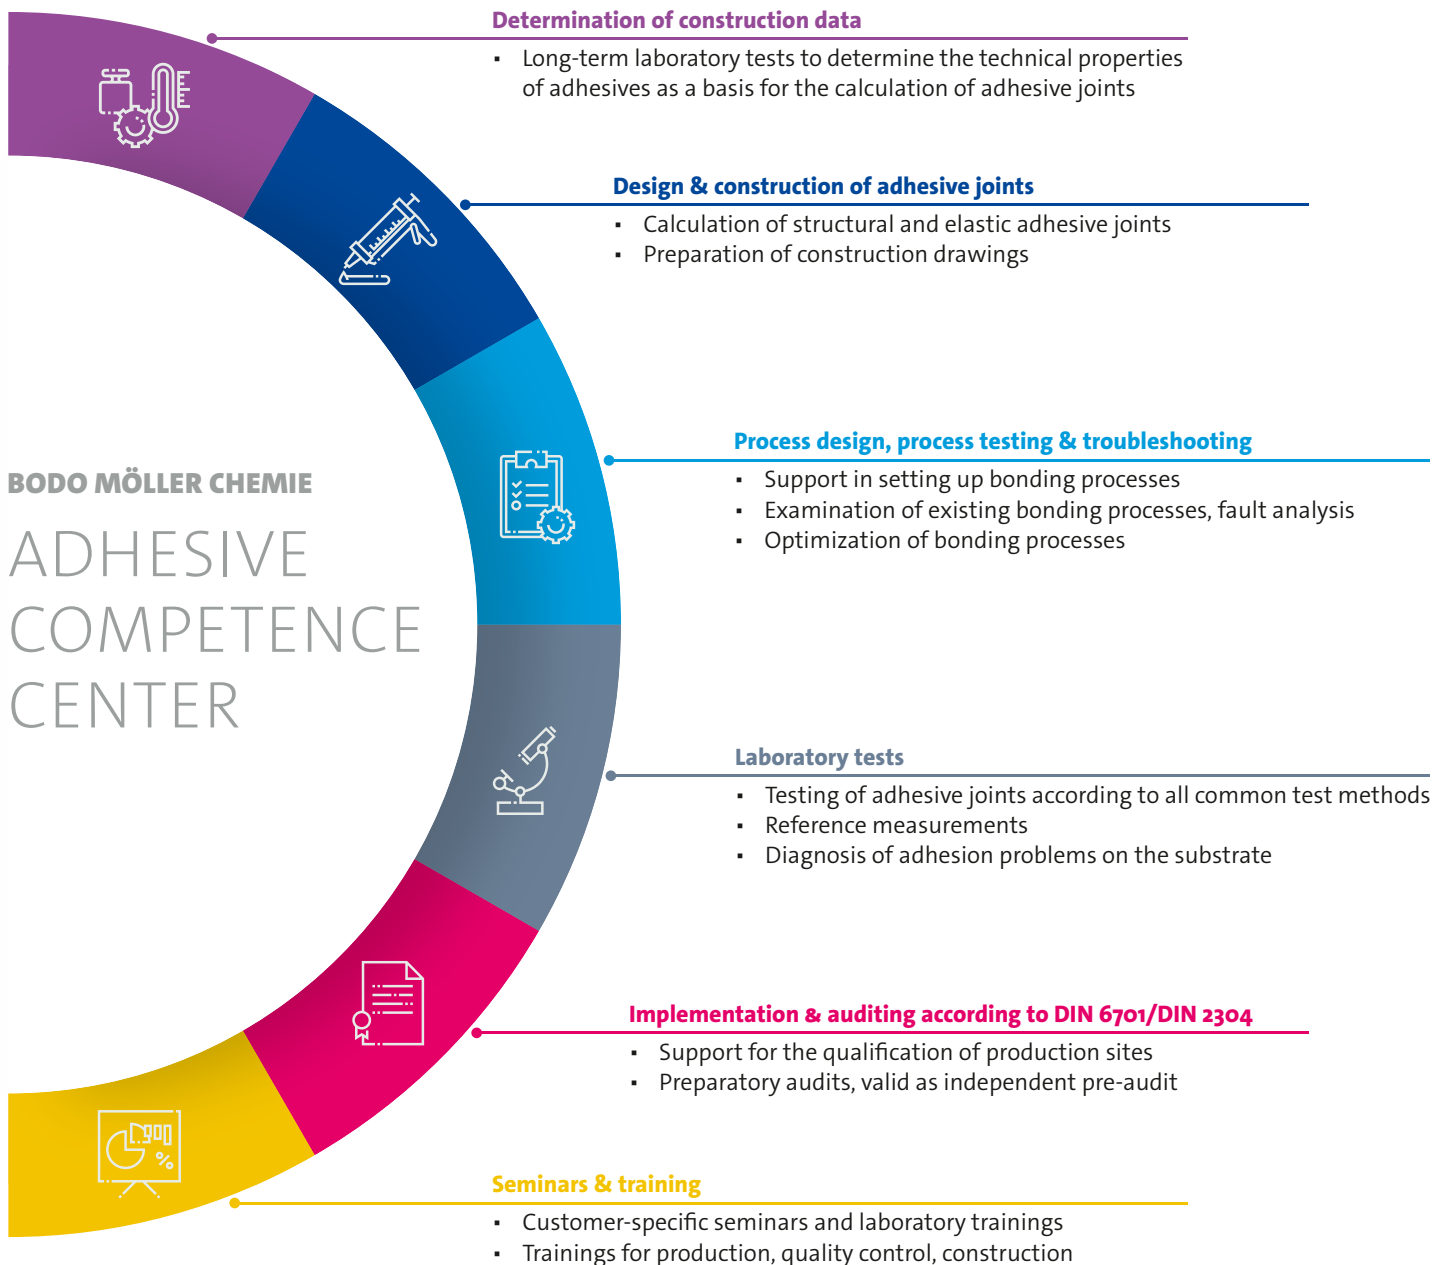 Determination of construction data
▪ Long-term laboratory tests to determine the technical properties
of adhesives as a basis for the calculation of adhesive joints
Design & construction of adhesive joints
▪ Calculation of structural and elastic adhesive joints
▪ Preparation of construction drawings
Process design, process testing & troubleshooting
▪ Support in setting up bonding processes
▪ Examination of existing bonding processes, fault analysis
▪ Optimization of bonding processes
BODO MÖLLER CHEMIE
ADHESIVE
COMPETENCE
CENTER
Laboratory tests
▪ Testing of adhesive joints according to all common test methods
▪ Reference measurements
▪ Diagnosis of adhesion problems on the substrate
Implementation & auditing according to DIN 6701/DIN 2304
▪ Support for the qualification of production sites
▪ Preparatory audits, valid as independent pre-audit
%
Seminars & training
▪ Customer-specific seminars and laboratory trainings
▪ Trainings for production, quality control, construction